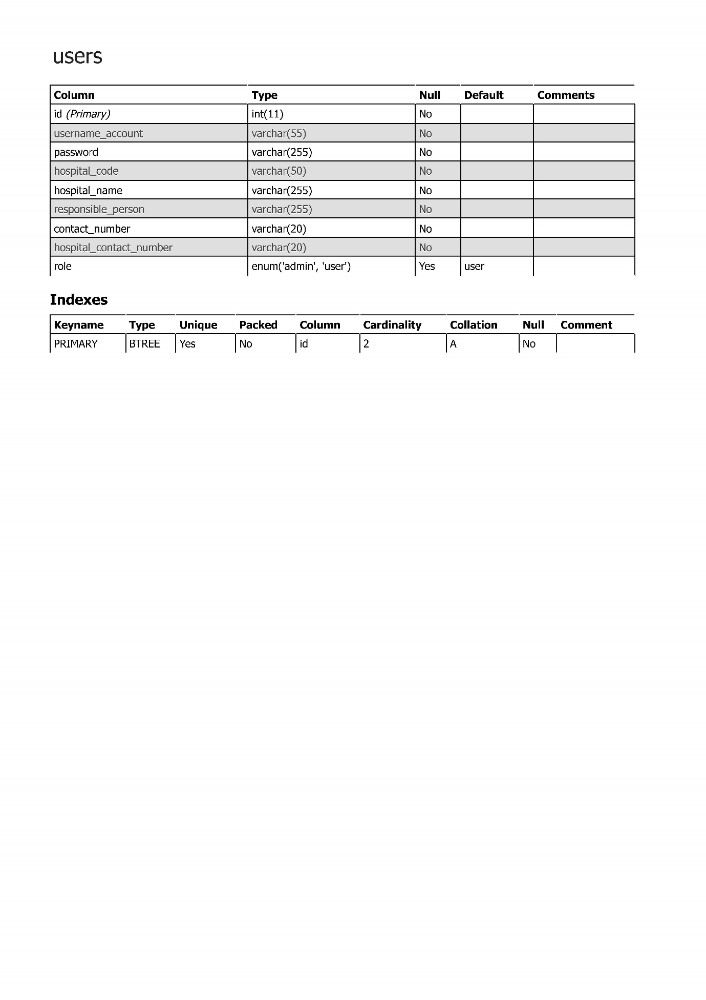 users
Column Type Null Default Comments
id (Primary) int(11) No
username_account varchar(55) No
password varchar(255) No
hospital_code varchar(50) No
hospital_name varchar(255) No
responsible_person varchar(255) No
contact_number varchar(20) No
hospital_contact_number varchar(20) No
role enum('admin', 'user') Yes user
Indexes
Keyname Type Unique Packed Column Cardinality Collation Null Comment
PRIMARY BTREE Yes No id 2 A No